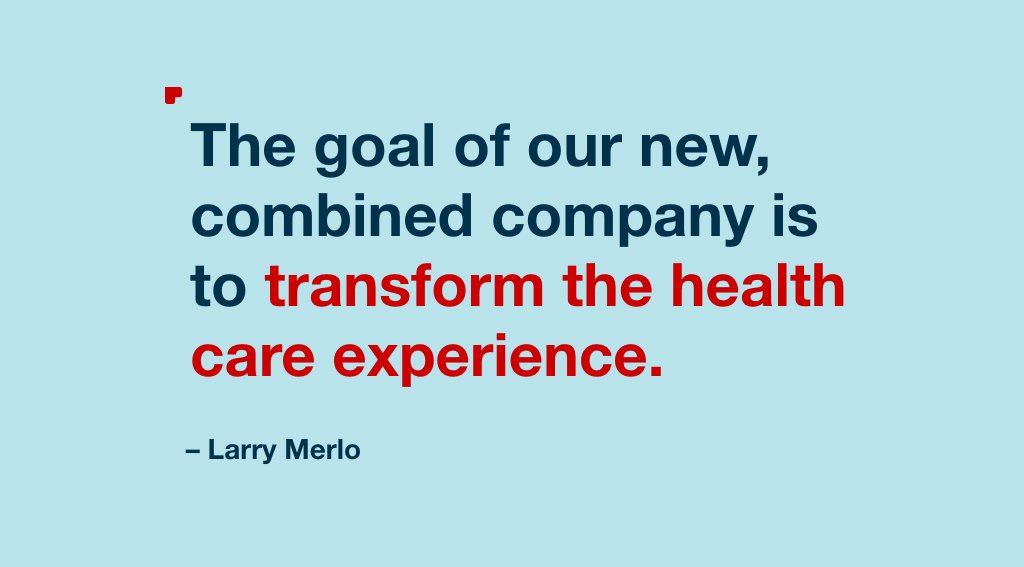 The goal of our new,
combined company is
to transform the health
care experience.
– Larry Merlo